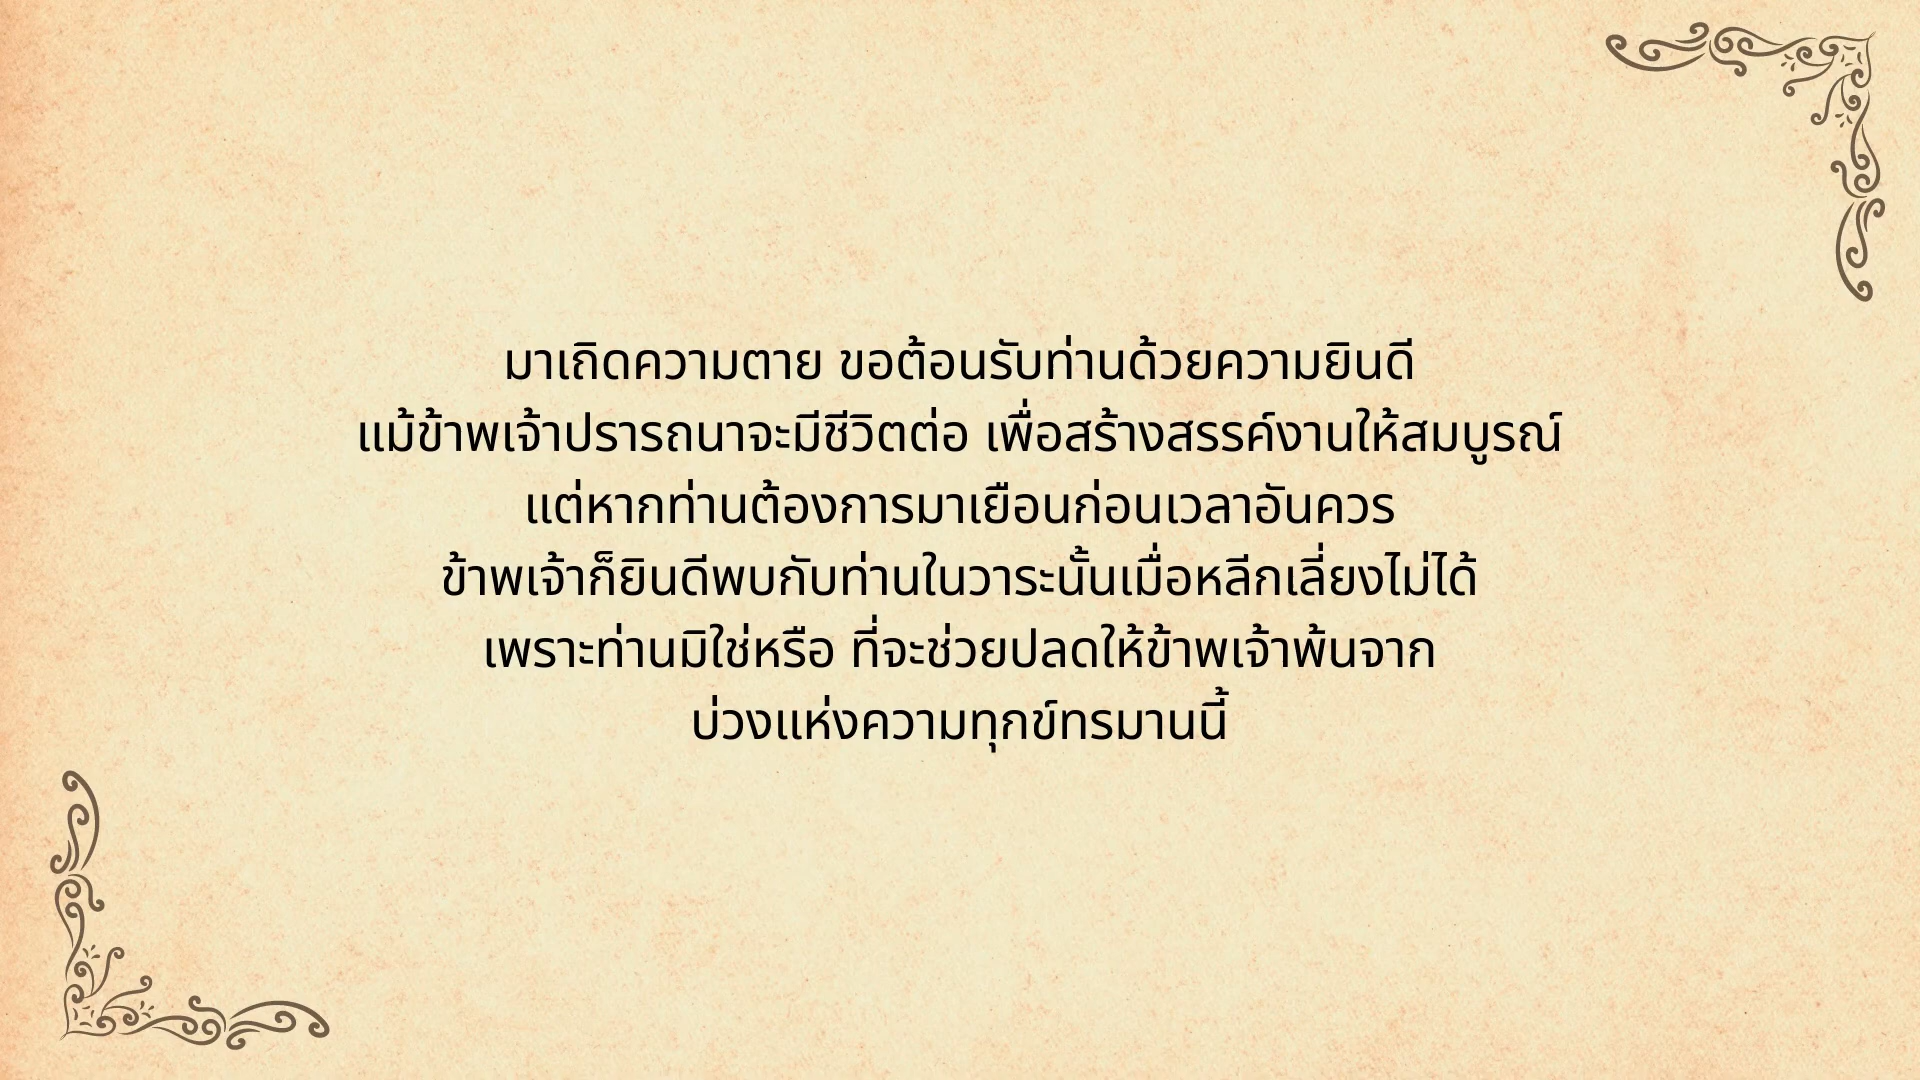 มาเถิดความตาย ขอต้อนรับท่านด้วยความยินดี
แม้ข้าพเจ้าปรารถนาจะมีชีวิตต่อ เพื่อสร้างสรรค์งานให้สมบูรณ์
แต่หากท่านต้องการมาเยือนก่อนเวลาอันควร
ข้าพเจ้าก็ยินดีพบกับท่านในวาระนั้นเมื่อหลีกเลี่ยงไม่ได้
เพราะท่านมิใช่หรือ ที่จะช่วยปลดให้ข้าพเจ้าพ้นจาก
บ่วงแห่งความทุกข์ทรมานนี้